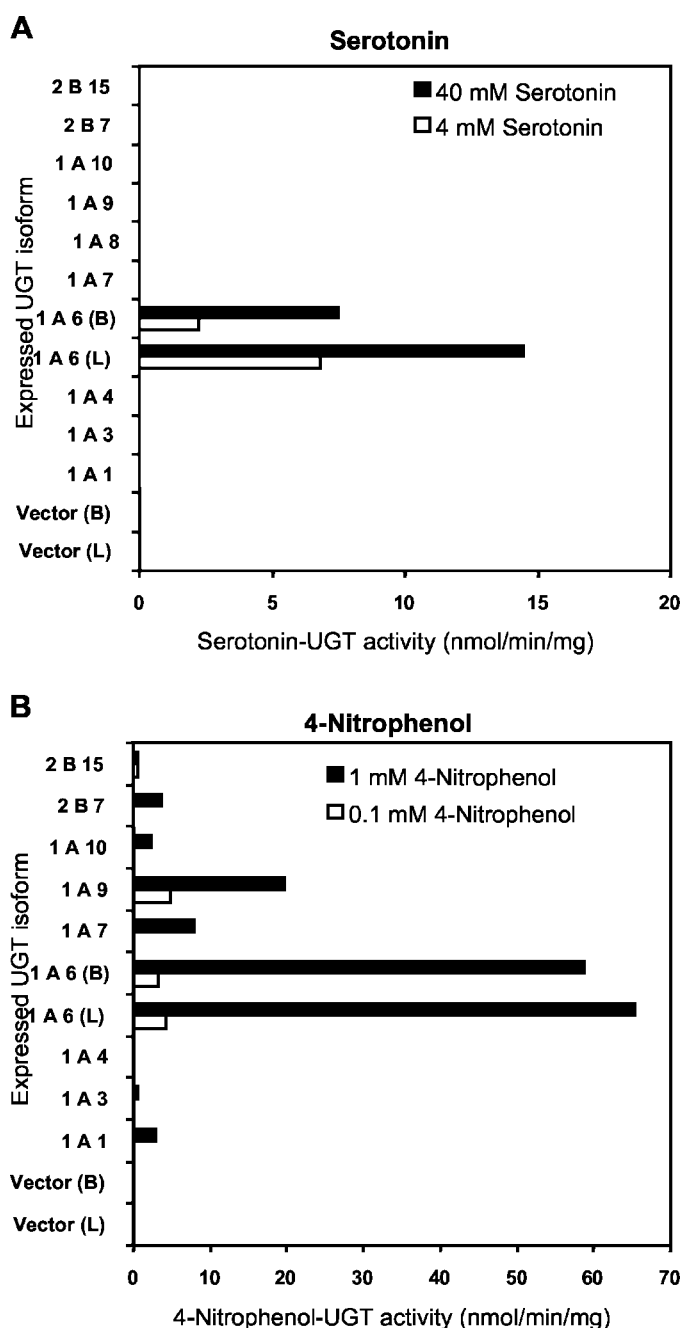 A
Serotonin
40 mM Serotonin
4 mM Serotonin
Expressed UGT isoform
2 B 15
2 B 7
1 A 10
1 A 9
1 A 8
1 A 7
1 A 6 (B)
1 A 6 (L)
1 A 4
1 A 3
1 A 1
Vector (B)
Vector (L)
0 5 10 15 20
Serotonin-UGT activity (nmol/min/mg)
B
4-Nitrophenol
1 mM 4-Nitrophenol
0.1 mM 4-Nitrophenol
Expressed UGT isoform
2 B 15
2 B 7
1 A 10
1 A 9
1 A 7
1 A 6 (B)
1 A 6 (L)
1 A 4
1 A 3
1 A 1
Vector (B)
Vector (L)
0 10 20 30 40 50 60 70
4-Nitrophenol-UGT activity (nmol/min/mg)